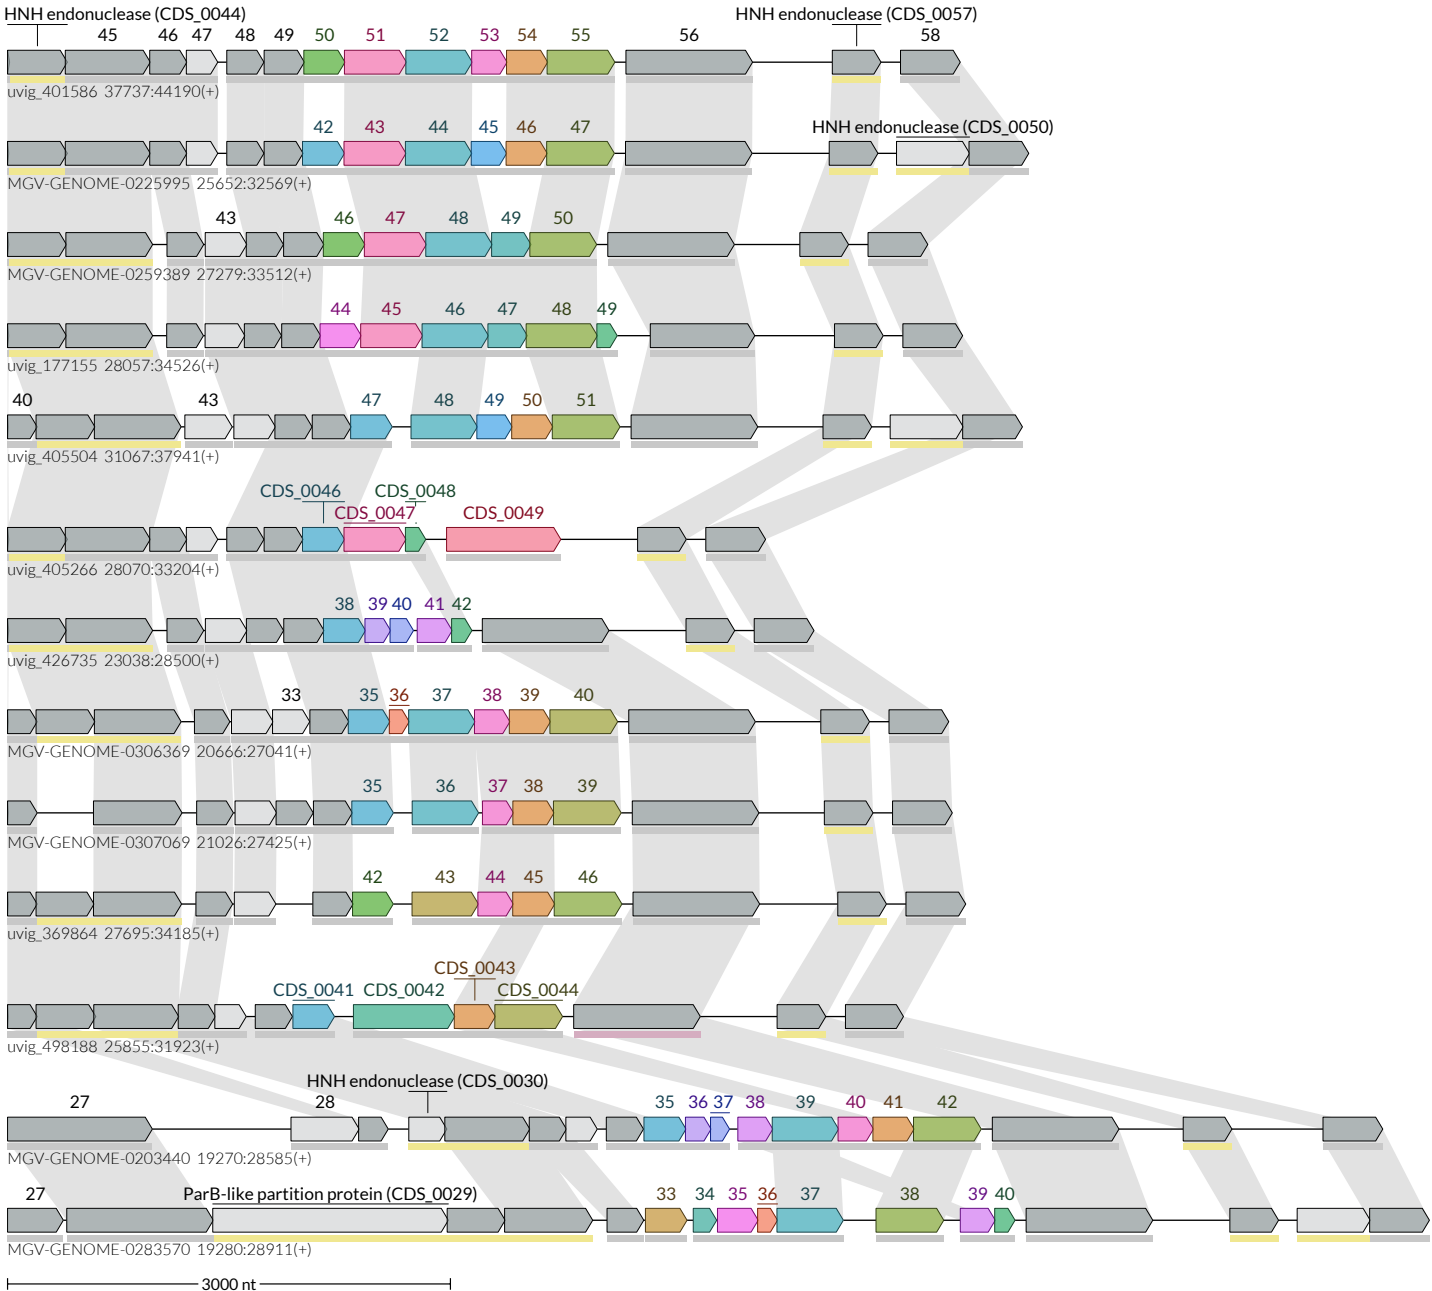 HNH endonuclease (CDS_0044) HNH endonuclease (CDS_0057)
45 46 47 48 49 50 51 52 53 54 55 56 58
uvig_401586 37737:44190(+)
42 43 44 45 46 47 HNH endonuclease (CDS_0050)
MGV-GENOME-0225995 25652:32569(+)
43 46 47 48 49 50
MGV-GENOME-0259389 27279:33512(+)
44 45 46 47 48 49
uvig_177155 28057:34526(+)
40 43 47 48 49 50 51
uvig_405504 31067:37941(+)
CDS_0046 CDS_0048
CDS_0047 CDS_0049
uvig_405266 28070:33204(+)
38 39 40 41 42
uvig_426735 23038:28500(+)
33 35 36 37 38 39 40
MGV-GENOME-0306369 20666:27041(+)
35 36 37 38 39
MGV-GENOME-0307069 21026:27425(+)
42 43 44 45 46
uvig_369864 27695:34185(+)
CDS_0043
CDS_0041 CDS_0042 CDS_0044
uvig_498188 25855:31923(+)
HNH endonuclease (CDS_0030)
27 28 35 36 37 38 39 40 41 42
MGV-GENOME-0203440 19270:28585(+)
27 ParB-like partition protein (CDS_0029) 33 34 35 36 37 38 39 40
MGV-GENOME-0283570 19280:28911(+)
3000 nt